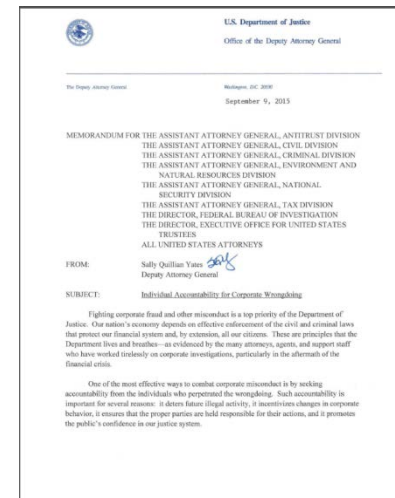 U.S. Department of Justice
Office of the Deputy Attorney General
The Deputy Attorney General
Washington, D.C. 20530
September 9, 2015
MEMORANDUM FOR THE ASSISTANT ATTORNEY GENERAL, ANTITRUST DIVISION
THE ASSISTANT ATTORNEY GENERAL, CIVIL DIVISION
THE ASSISTANT ATTORNEY GENERAL, CRIMINAL DIVISION
THE ASSISTANT ATTORNEY GENERAL, ENVIRONMENT AND
NATURAL RESOURCES DIVISION
THE ASSISTANT ATTORNEY GENERAL, NATIONAL
SECURITY DIVISION
THE ASSISTANT ATTORNEY GENERAL, TAX DIVISION
THE DIRECTOR, FEDERAL BUREAU OF INVESTIGATION
THE DIRECTOR, EXECUTIVE OFFICE FOR UNITED STATES
TRUSTEES
ALL UNITED STATES ATTORNEYS
FROM: Sally Quillian Yates
Deputy Attorney General
SUBJECT: Individual Accountability for Corporate Wrongdoing
Fighting corporate fraud and other misconduct is a top priority of the Department of
Justice. Our nation's economy depends on effective enforcement of the civil and criminal laws
that protect our financial system and, by extension, all our citizens. These are principles that the
Department lives and breathes—as evidenced by the many attorneys, agents, and support staff
who have worked tirelessly on corporate investigations, particularly in the aftermath of the
financial crisis.
One of the most effective ways to combat corporate misconduct is by seeking
accountability from the individuals who perpetrated the wrongdoing. Such accountability is
important for several reasons: it deters future illegal activity, it incentivizes changes in corporate
behavior, it ensures that the proper parties are held responsible for their actions, and it promotes
the public's confidence in our justice system.